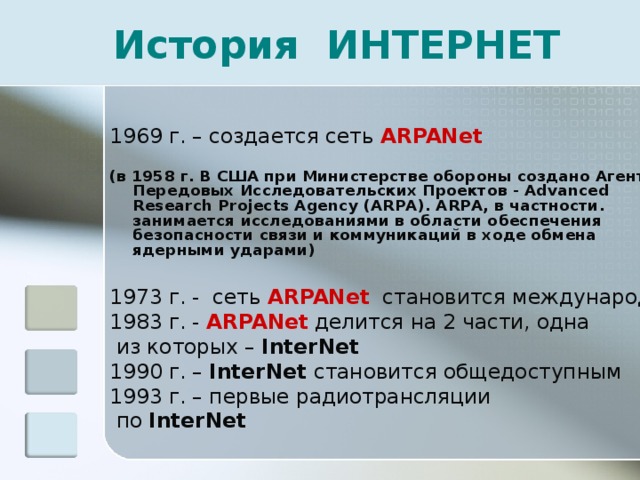 История ИНТЕРНЕТ
1969 г. – создается сеть ARPANet
(в 1958 г. В США при Министерстве обороны создано Агент
Передовых Исследовательских Проектов - Advanced
Research Projects Agency (ARPA). ARPA, в частности.
занимается исследованиями в области обеспечения
безопасности связи и коммуникаций в ходе обмена
ядерными ударами)
1973 г. - сеть ARPANet становится международ
1983 г. - ARPANet делится на 2 части, одна
из которых – InterNet
1990 г. – InterNet становится общедоступным
1993 г. – первые радиотрансляции
по InterNet